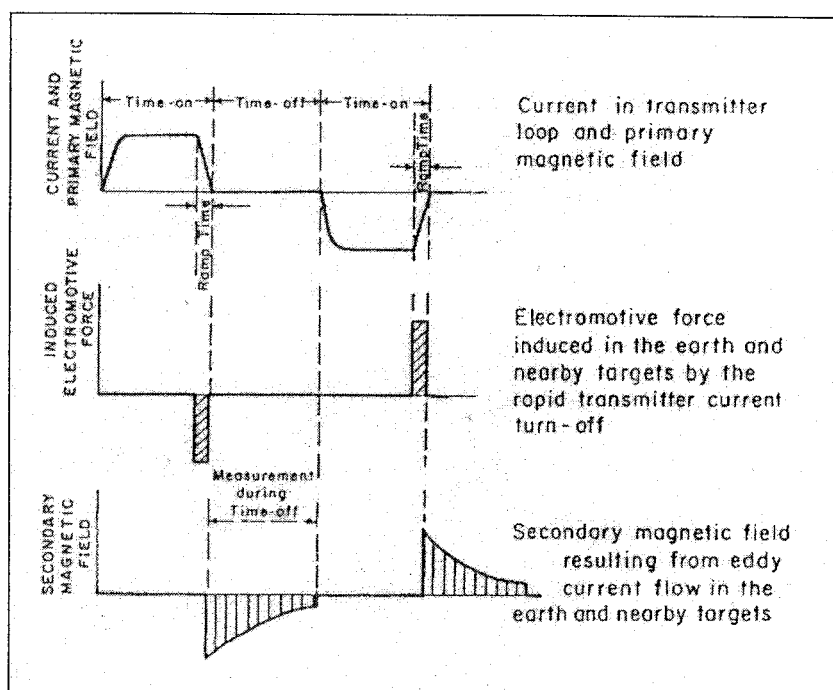 CURRENT AND
PRIMARY MAGNETIC
FIELD
Time-on
Time-off
Time-on
Ramp Time
Ramp Time
Current in transmitter
loop and primary
magnetic field
INDUCED
ELECTROMOTIVE
FORCE
Electromotive force
induced in the earth and
nearby targets by the
rapid transmitter current
turn-off
SECONDARY
MAGNETIC
FIELD
Measurement
during
Time-off
Secondary magnetic field
resulting from eddy
current flow in the
earth and nearby targets